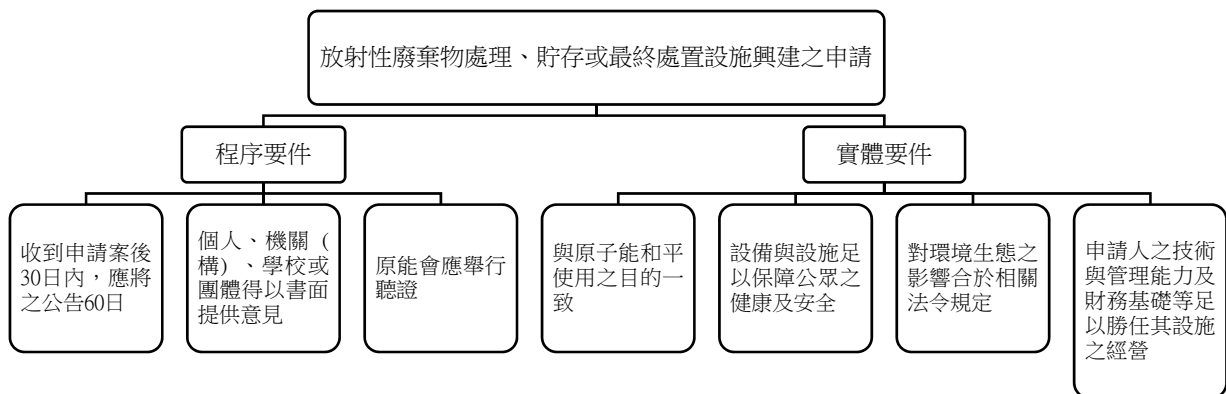 放射性廢棄物處理、貯存或最終處置設施興建之申請
程序要件
實體要件
收到申請案後
30日內，應將
之公告60日
個人、機關（
構）、學校或
團體得以書面
提供意見
原能會應舉行
聽證
與原子能和平
使用之目的一
致
設備與設施足
以保障公眾之
健康及安全
對環境生態之
影響合於相關
法令規定
申請人之技術
與管理能力及
財務基礎等足
以勝任其設施
之經營